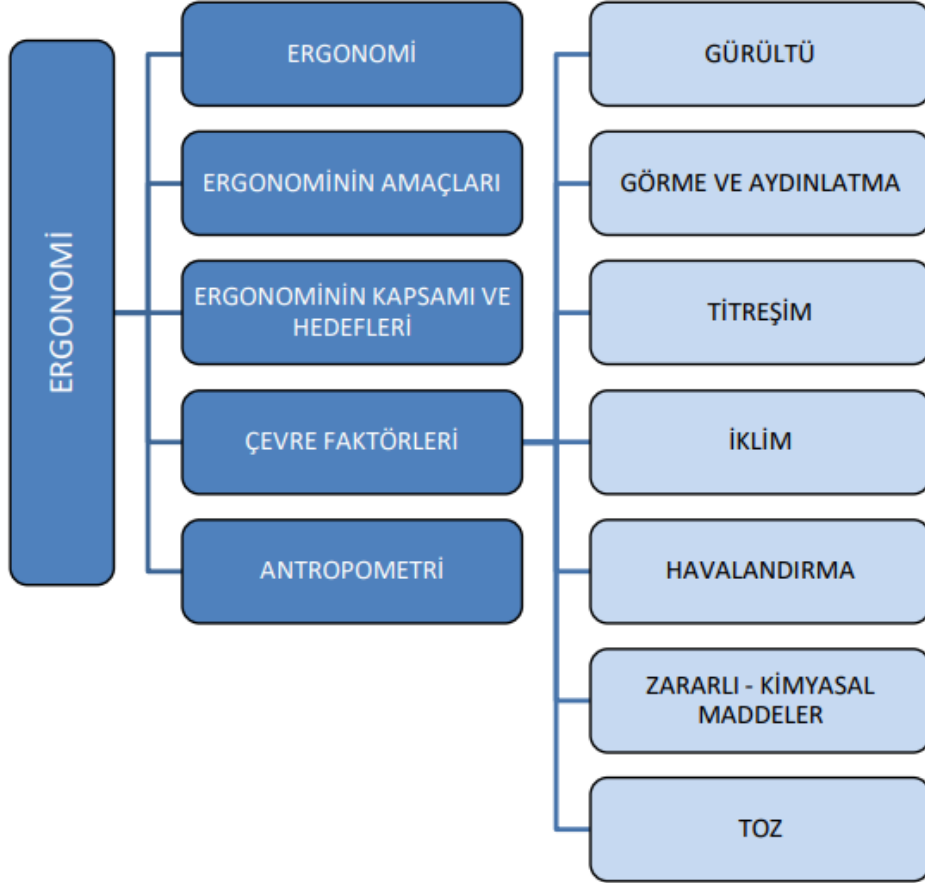 ERGONOMİ
ERGONOMİ
ERGONOMİNİN AMAÇLARI
ERGONOMİNİN KAPSAMI VE
HEDEFLERİ
ÇEVRE FAKTÖRLERİ
ANTROPOMETRİ
GÜRÜLTÜ
GÖRME VE AYDINLATMA
TİTREŞİM
İKLİM
HAVALANDIRMA
ZARARLI - KİMYASAL
MADDELER
TOZ